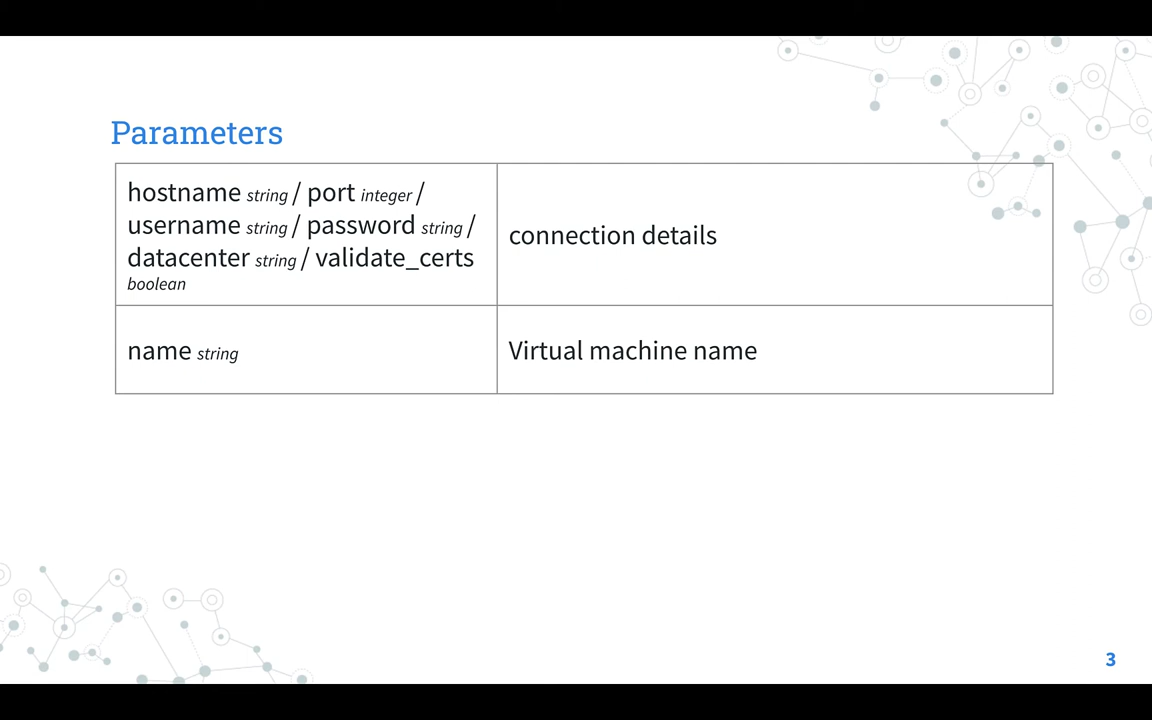 Parameters
hostname string / port integer /
username string / password string /
datacenter string / validate_certs
boolean
connection details
name string
Virtual machine name
3